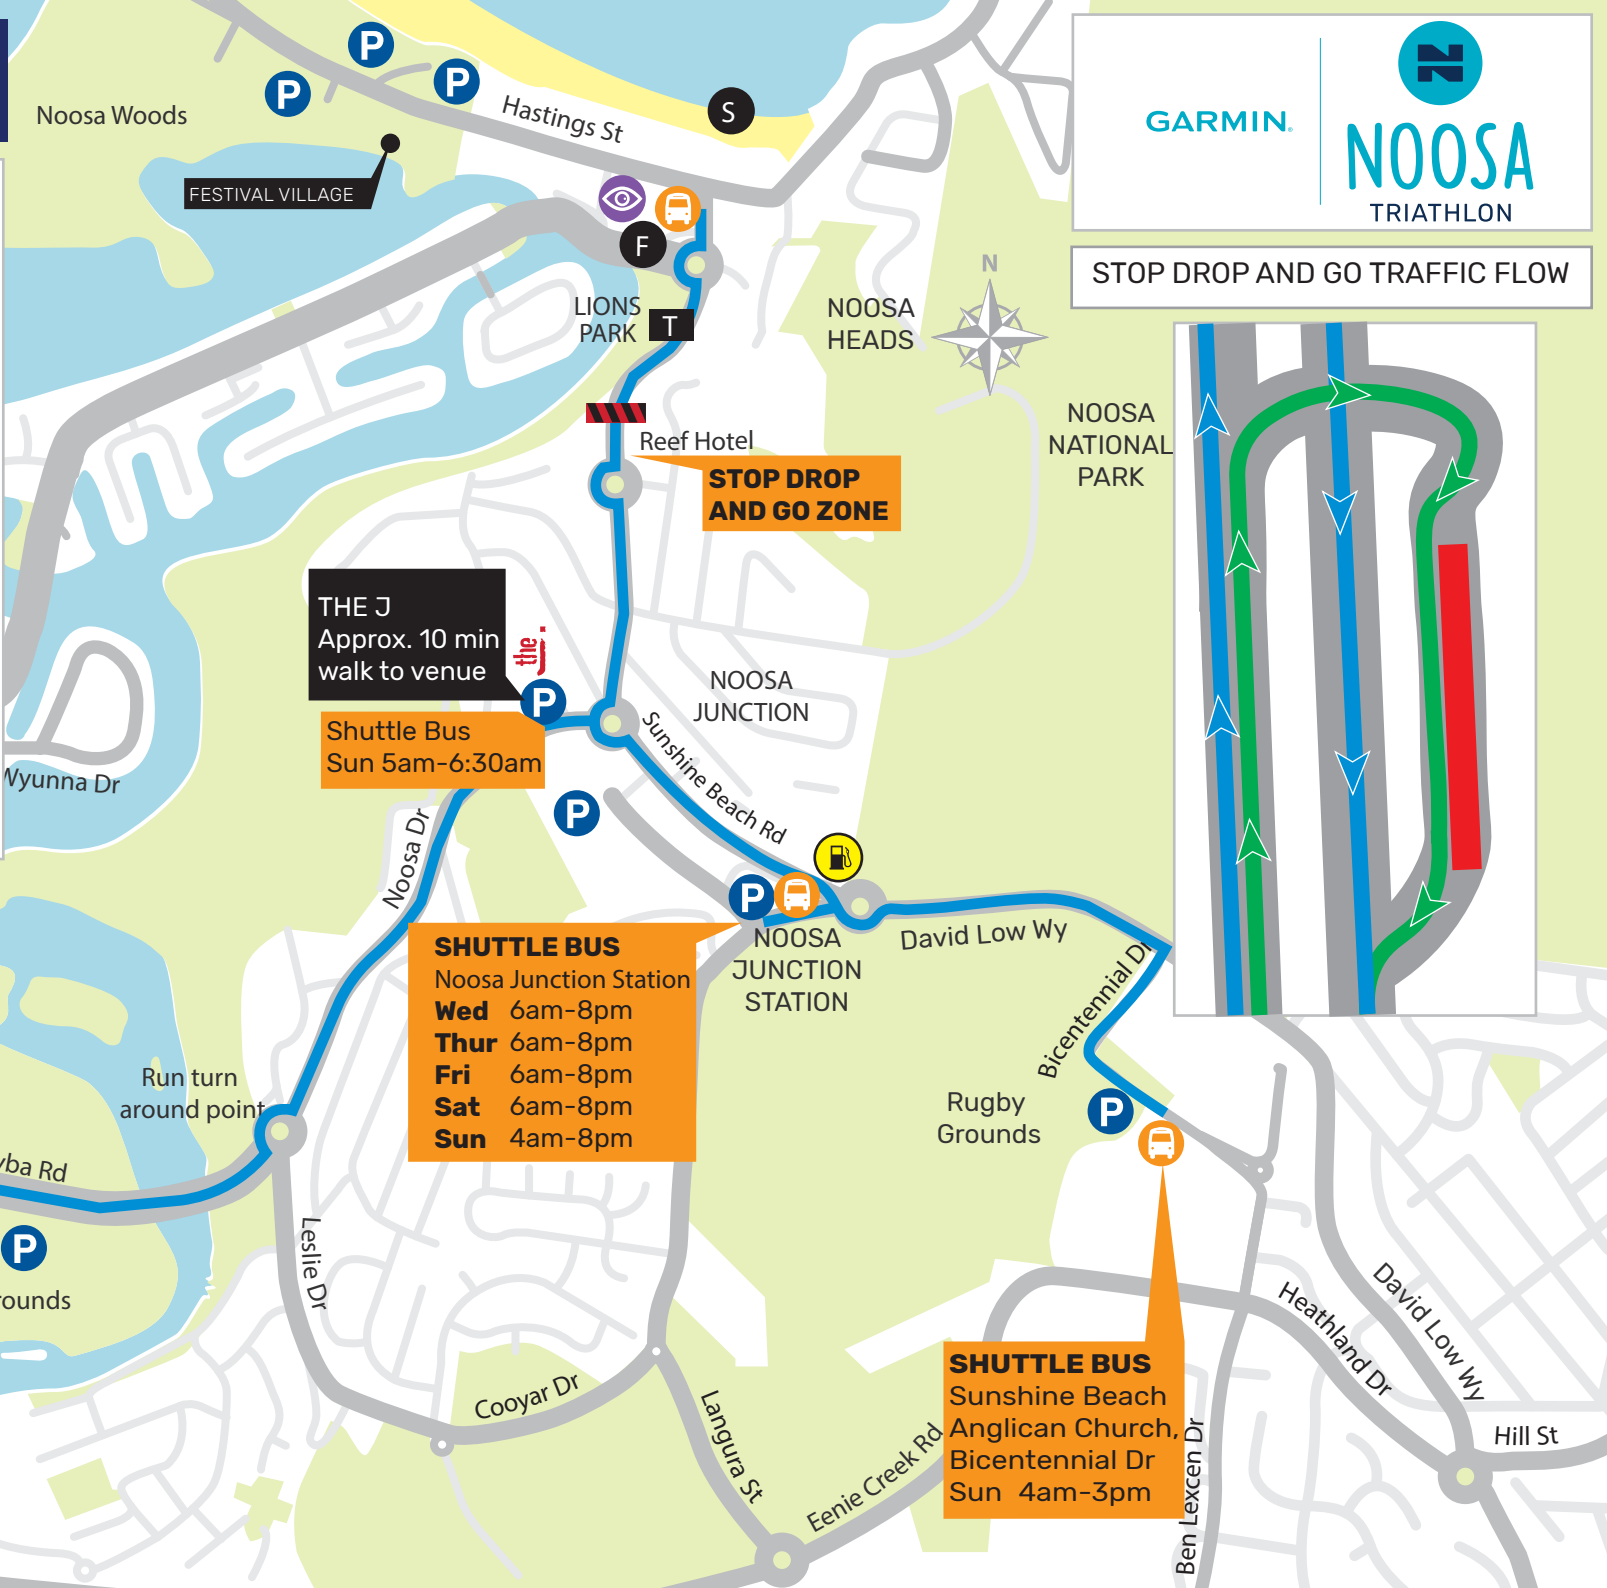 P
P
P
Noosa Woods
Hastings St
S
FESTIVAL VILLAGE
F
LIONS
PARK
T
NOOSA
HEADS
N
GARMIN
NOOSA
TRIATHLON
STOP DROP AND GO TRAFFIC FLOW
NOOSA
NATIONAL
PARK
Reef Hotel
STOP DROP
AND GO ZONE
THE J
Approx. 10 min
walk to venue
the j.
P
Shuttle Bus
Sun 5am-6:30am
NOOSA
JUNCTION
Sunshine Beach Rd
Wyunna Dr
Noosa Dr
P
P
NOOSA
JUNCTION
STATION
David Low Wy
Bicentennial Dr
SHUTTLE BUS
Noosa Junction Station
Wed 6am-8pm
Thur 6am-8pm
Fri 6am-8pm
Sat 6am-8pm
Sun 4am-8pm
Run turn
around point
Rugby
Grounds
P
yba Rd
P
ounds
Leslie Dr
Cooyar Dr
Langura St
Eenie Creek Rd
SHUTTLE BUS
Sunshine Beach
Anglican Church,
Bicentennial Dr
Sun 4am-3pm
Ben Lexcen Dr
Heathland Dr
David Low Wy
Hill St